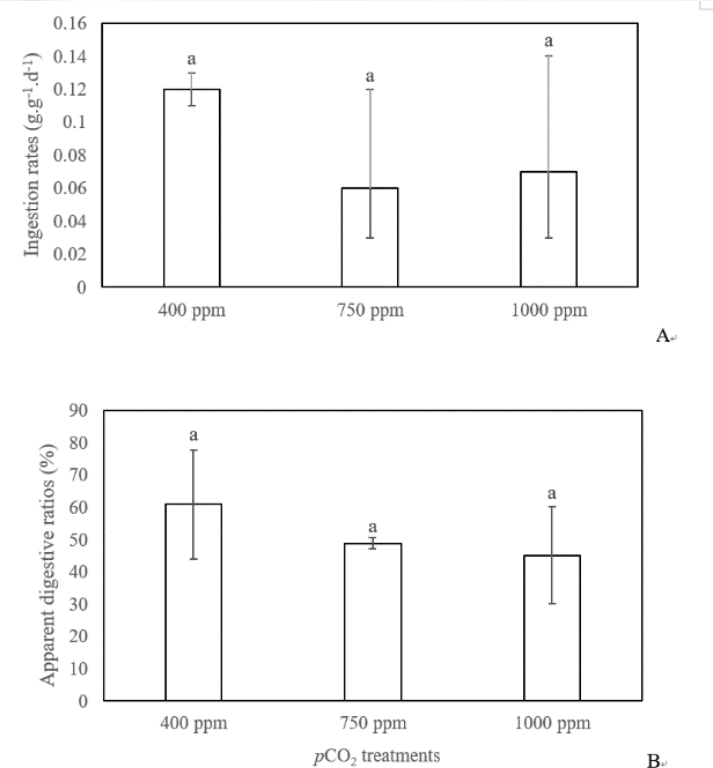 0.16
0.14
0.12
0.1
0.08
0.06
0.04
0.02
0
Ingestion rates (g.g⁻¹.d⁻¹)
a
a
a
400 ppm
750 ppm
1000 ppm
A
90
80
70
60
50
40
30
20
10
0
Apparent digestive ratios (%)
a
a
a
400 ppm
750 ppm
1000 ppm
pCO₂ treatments
B